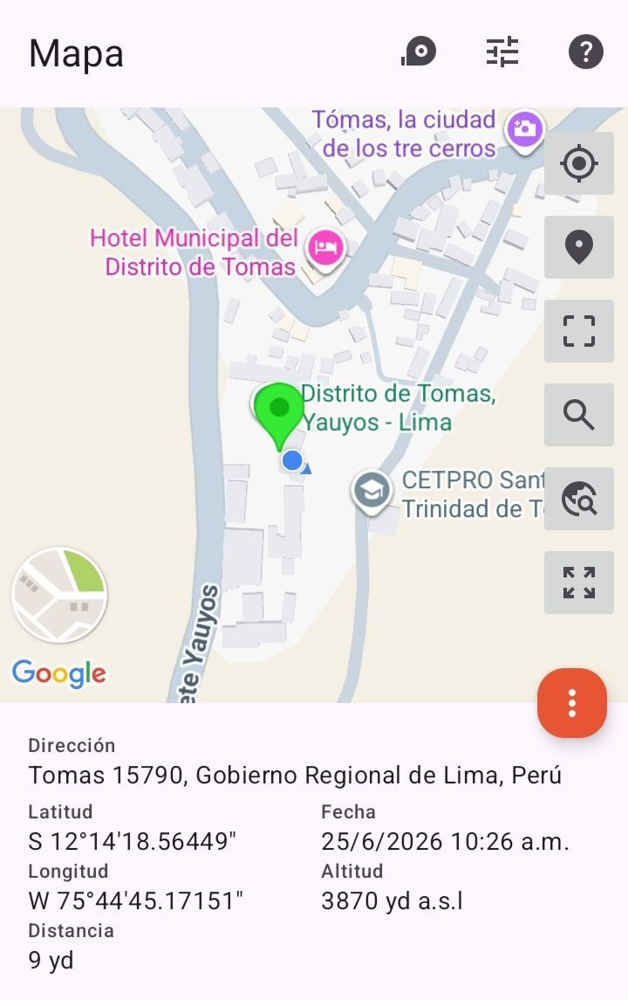 Mapa
Tómas, la ciudad
de los tre cerros
Hotel Municipal del
Distrito de Tomas
Distrito de Tomas,
Yauyos - Lima
CETPRO Sant
Trinidad de T
ete Yauyos
Google
Dirección
Tomas 15790, Gobierno Regional de Lima, Perú
Latitud
S 12°14'18.56449"
Fecha
25/6/2026 10:26 a.m.
Longitud
W 75°44'45.17151"
Altitud
3870 yd a.s.l
Distancia
9 yd